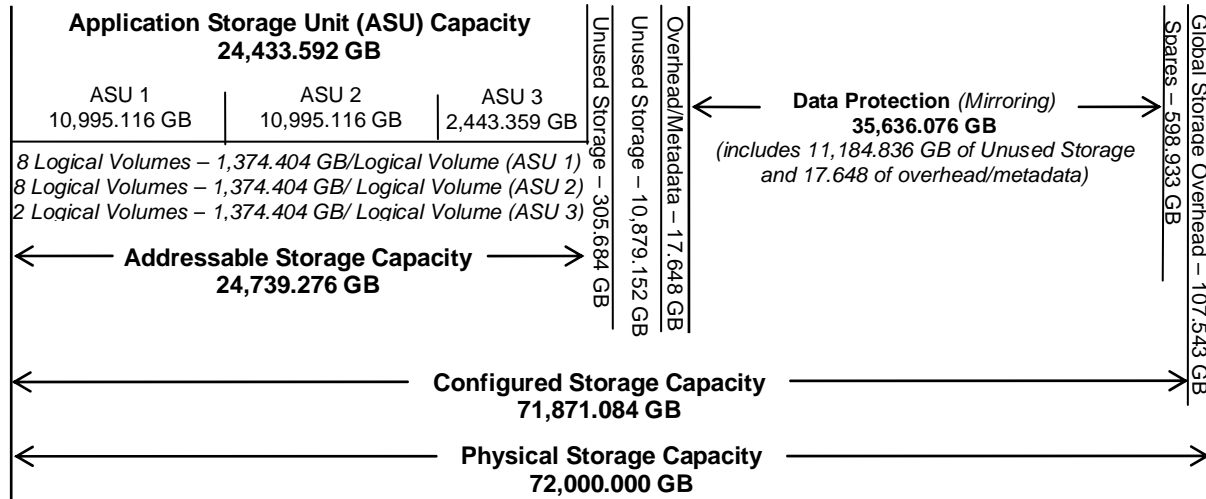 Application Storage Unit (ASU) Capacity
24,433.592 GB
ASU 1
10,995.116 GB
ASU 2
10,995.116 GB
ASU 3
2,443.359 GB
8 Logical Volumes – 1,374.404 GB/Logical Volume (ASU 1)
8 Logical Volumes – 1,374.404 GB/ Logical Volume (ASU 2)
2 Logical Volumes – 1,374.404 GB/ Logical Volume (ASU 3)
Addressable Storage Capacity
24,739.276 GB
Unused Storage – 305.684 GB
Unused Storage – 10,879.152 GB
Overhead/Metadata – 17.648 GB
Data Protection (Mirroring)
35,636.076 GB
(includes 11,184.836 GB of Unused Storage
and 17.648 of overhead/metadata)
Spares – 598.933 GB
Global Storage Overhead – 107.543 GB
Configured Storage Capacity
71,871.084 GB
Physical Storage Capacity
72,000.000 GB